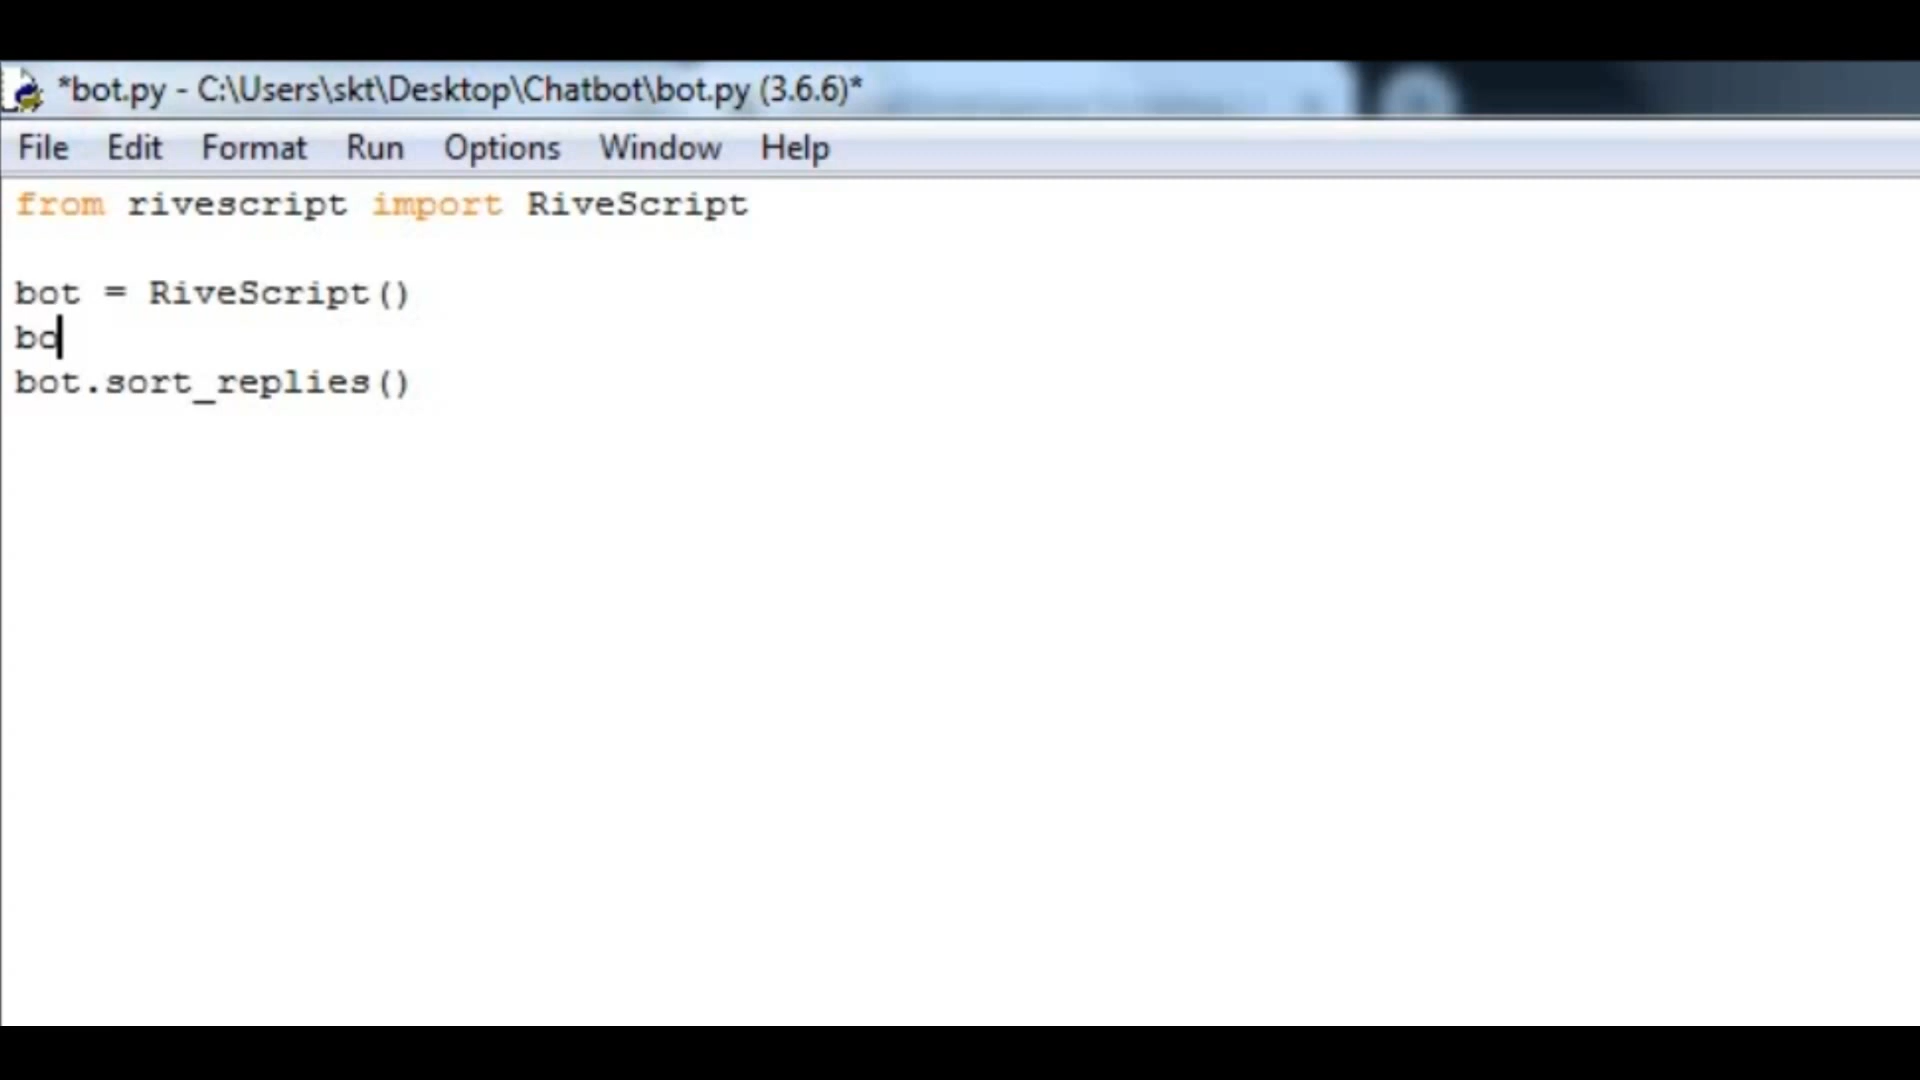 *bot.py - C:\Users\skt\Desktop\Chatbot\bot.py (3.6.6)*
File Edit Format Run Options Window Help
from rivescript import RiveScript
bot = RiveScript()
bo
bot.sort_replies()